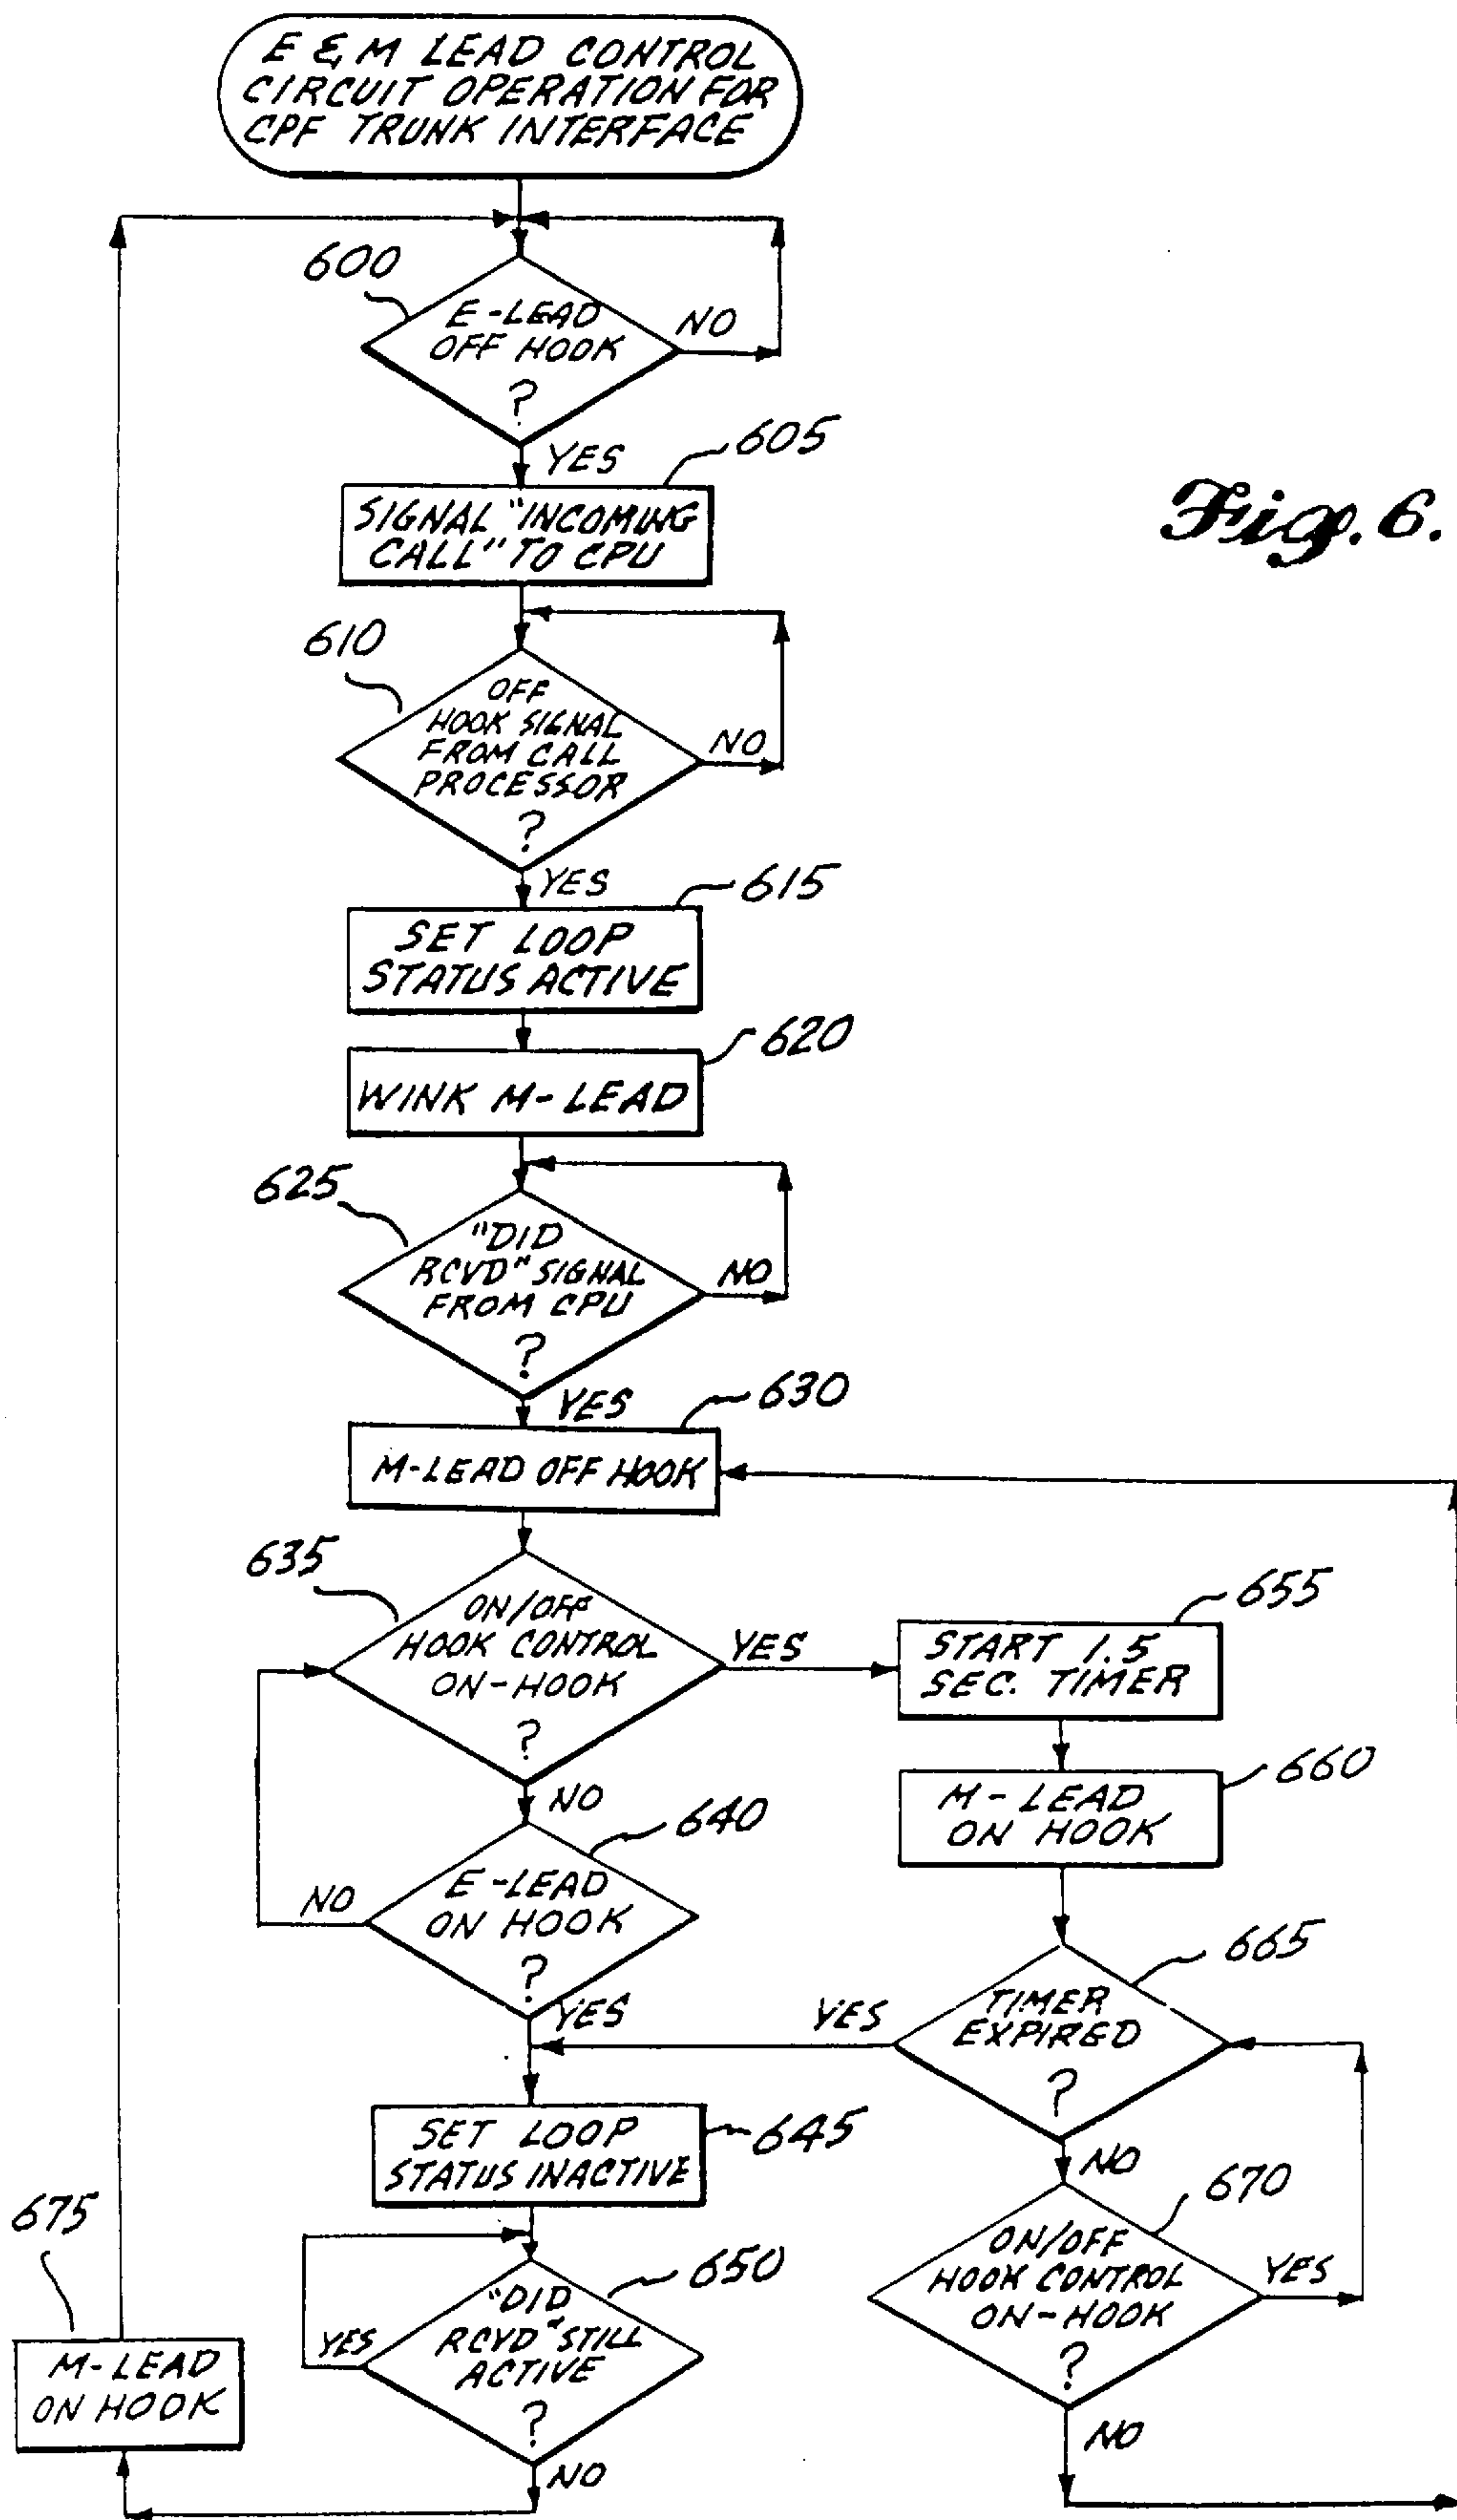 E & M LEAD CONTROL
CIRCUIT OPERATION FOR
CPF TRUNK INTERFACE
600
E-LEAD
OFF HOOK
?
NO
YES
605
SIGNAL "INCOMING
CALL" TO CPU
Fig. 6.
610
OFF
HOOK SIGNAL
FROM CALL
PROCESSOR
?
NO
YES
615
SET LOOP
STATUS ACTIVE
620
WINK M-LEAD
625
"DID
RCVD" SIGNAL
FROM CPU
?
NO
YES
630
M-LEAD OFF HOOK
635
ON/OFF
HOOK CONTROL
ON-HOOK
?
YES
NO
655
START 1.5
SEC. TIMER
660
M-LEAD
ON HOOK
640
E-LEAD
ON HOOK
?
NO
YES
665
TIMER
EXPIRED
?
YES
NO
645
SET LOOP
STATUS INACTIVE
670
ON/OFF
HOOK CONTROL
ON-HOOK
?
YES
NO
650
"DID
RCVD" STILL
ACTIVE
?
YES
NO
675
M-LEAD
ON HOOK